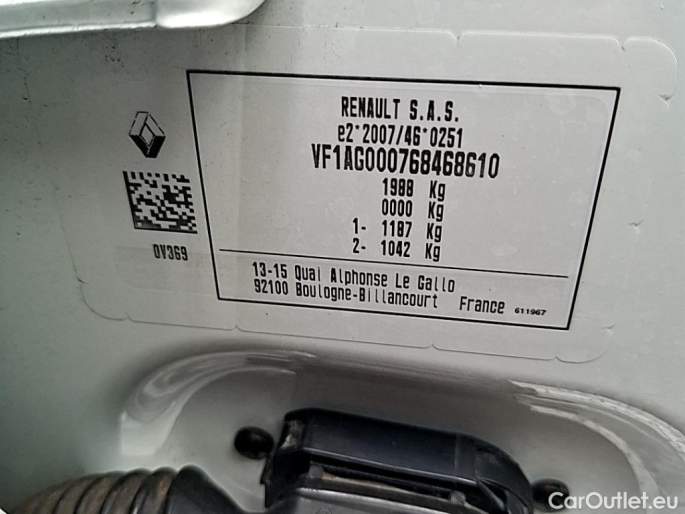 RENAULT S.A.S.
e2*2007/46*0251
VF1AG000768468610
1988 Kg
0000 Kg
1- 1187 Kg
2- 1042 Kg
0V369
13-15 Quai Alphonse Le Gallo
92100 Boulogne-Billancourt France 611967
CarOutlet.eu